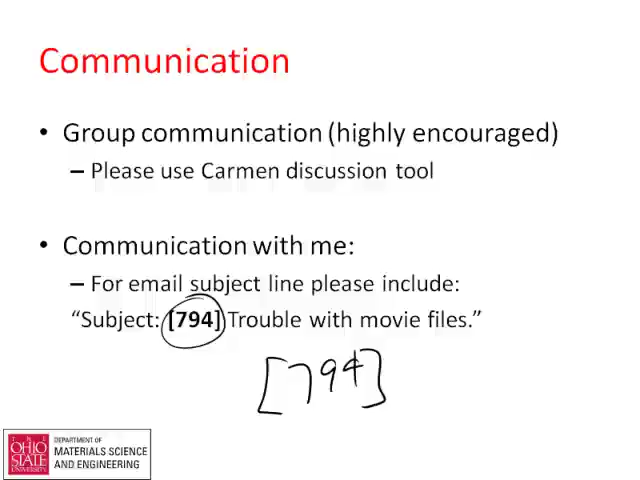 Communication
• Group communication (highly encouraged)
– Please use Carmen discussion tool
• Communication with me:
– For email subject line please include:
“Subject: [794] Trouble with movie files.”
[794]
T · H · E
OHIO
STATE
UNIVERSITY
DEPARTMENT OF
MATERIALS SCIENCE
AND ENGINEERING